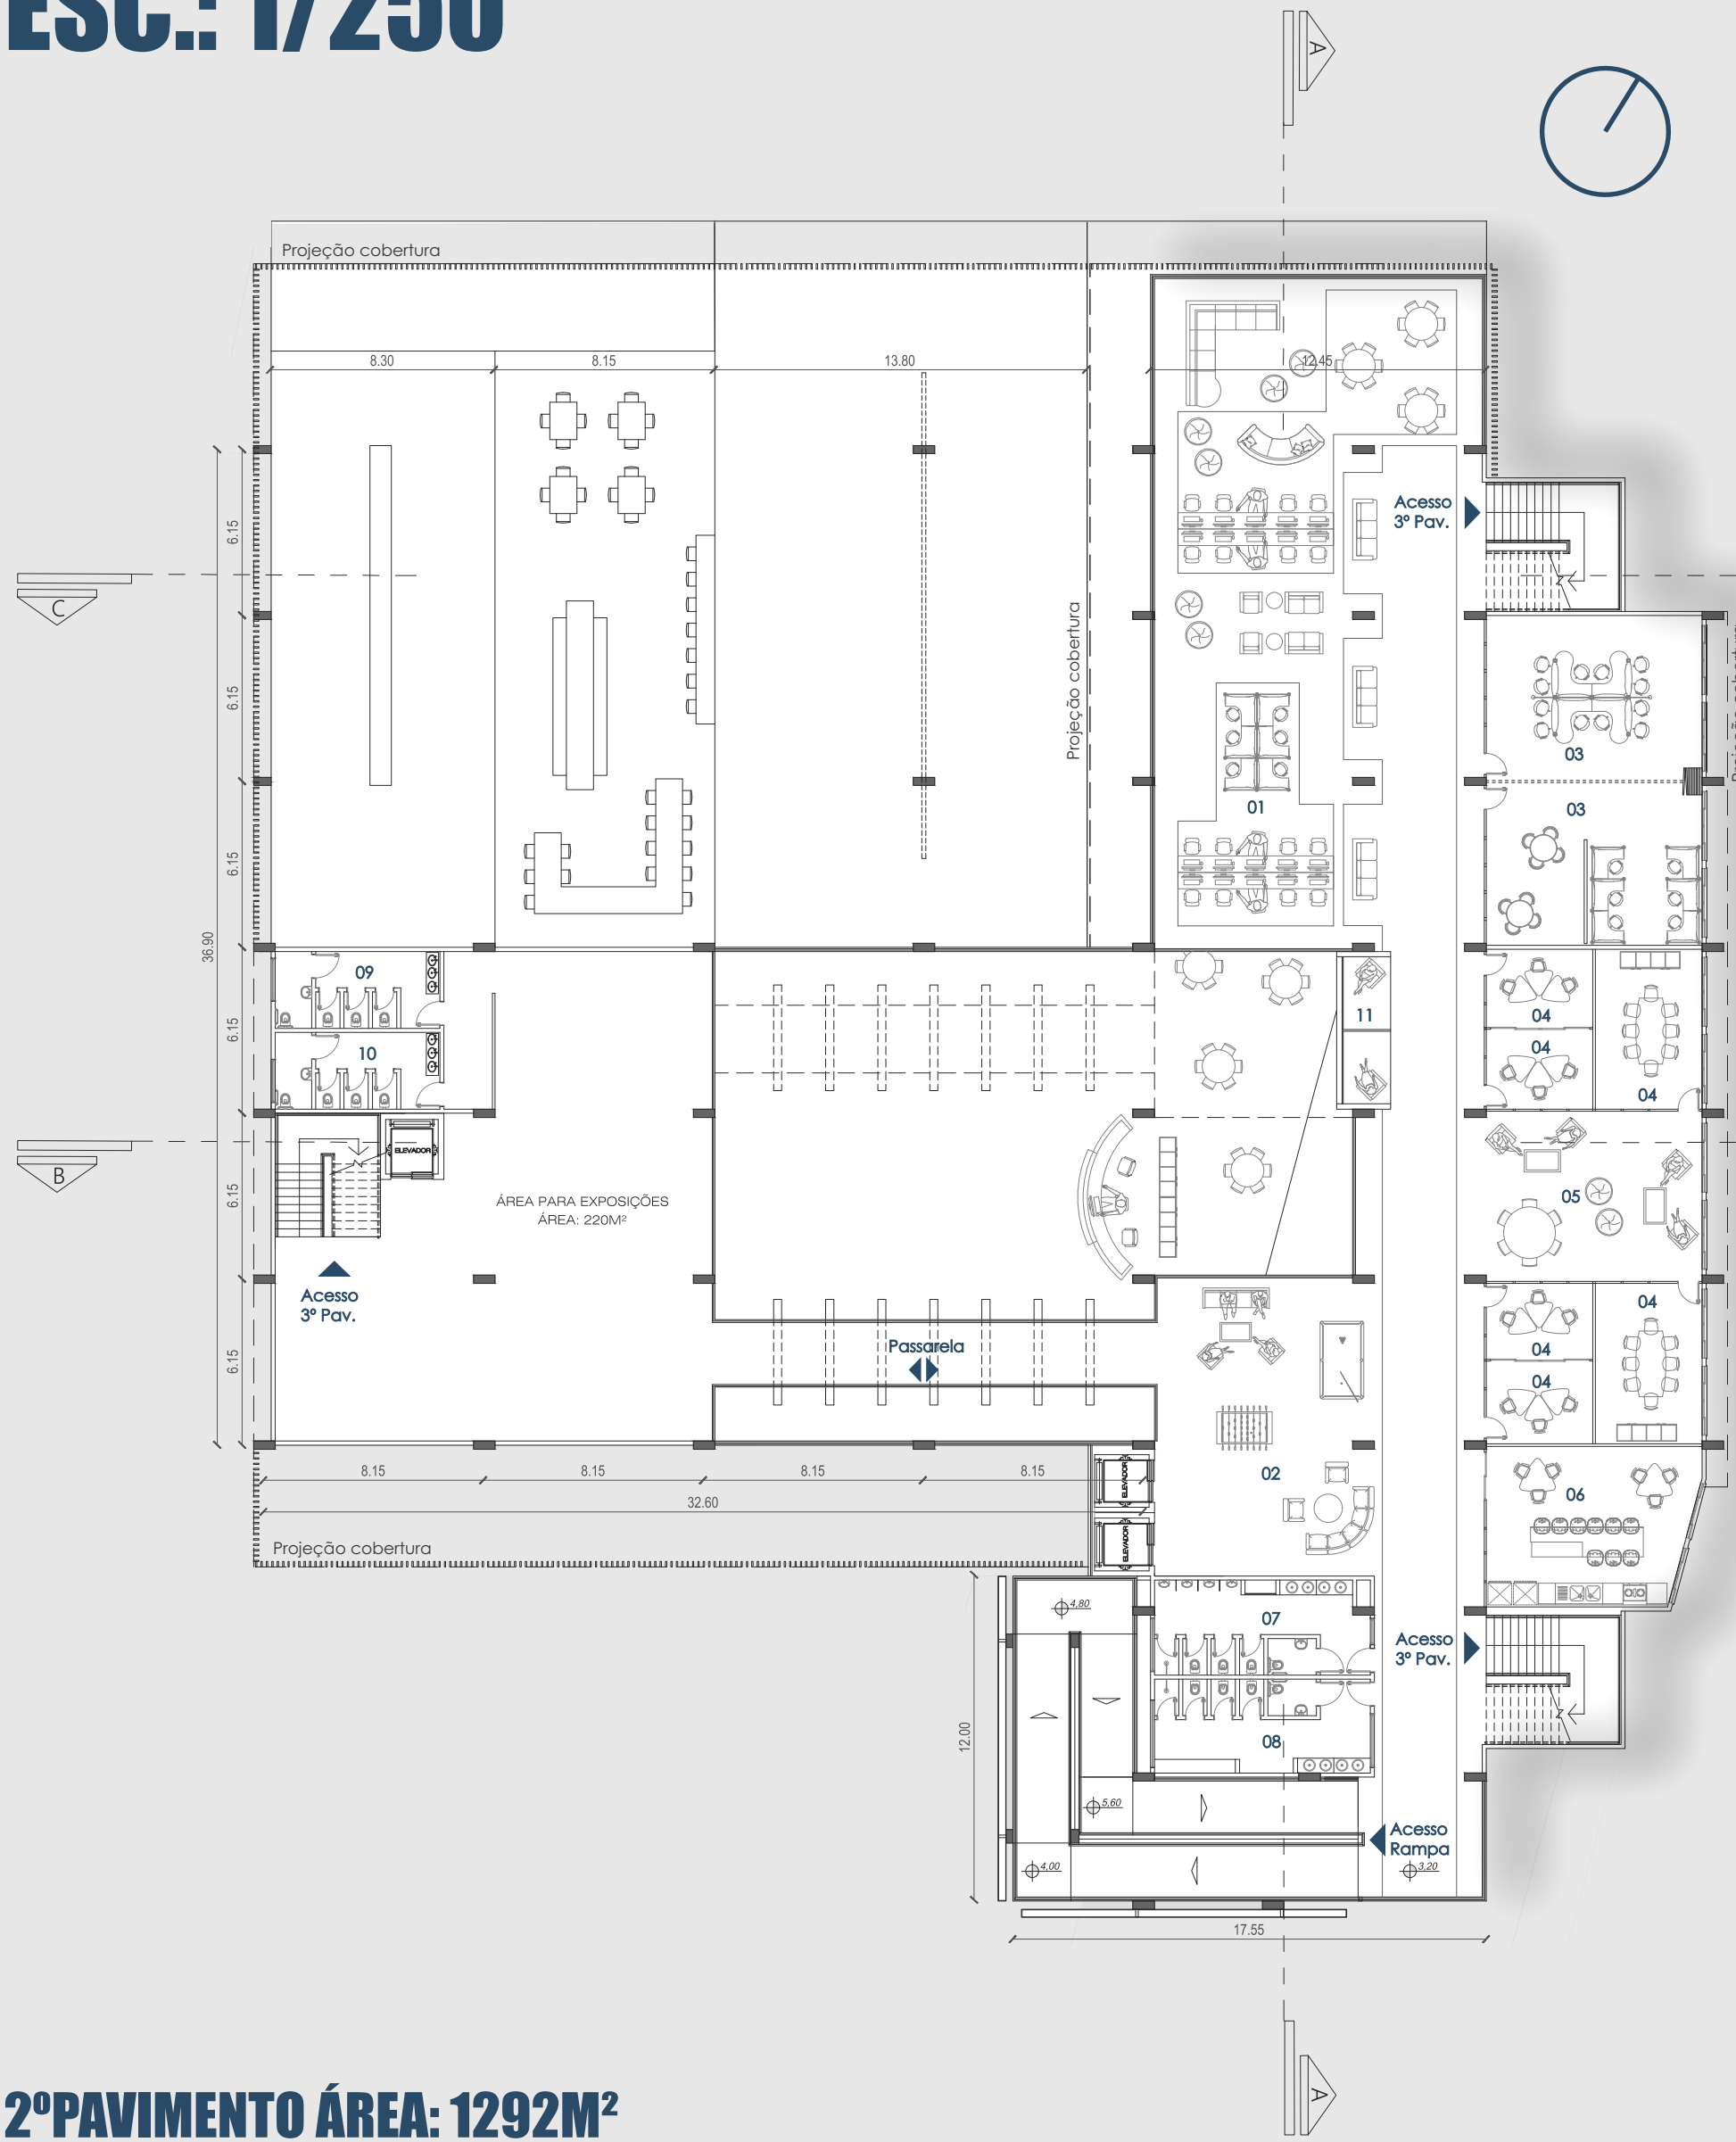 ESC.: 1/250
A
Projeção cobertura
8.30
8.15
13.80
12.45
Acesso
3º Pav.
6.15
C
Projeção cobertura
Projeção cobertura
6.15
03
01
03
6.15
36.90
09
04
11
6.15
10
04
04
B
ELEVADOR
6.15
ÁREA PARA EXPOSIÇÕES
ÁREA: 220M²
05
Acesso
3º Pav.
04
Passarela
04
6.15
04
8.15
8.15
8.15
8.15
ELEVADOR
02
06
32.60
Projeção cobertura
ELEVADOR
4,80
07
Acesso
3º Pav.
12.00
08
5,60
Acesso
Rampa
4,00
3,20
17.55
A
2ºPAVIMENTO ÁREA: 1292M²